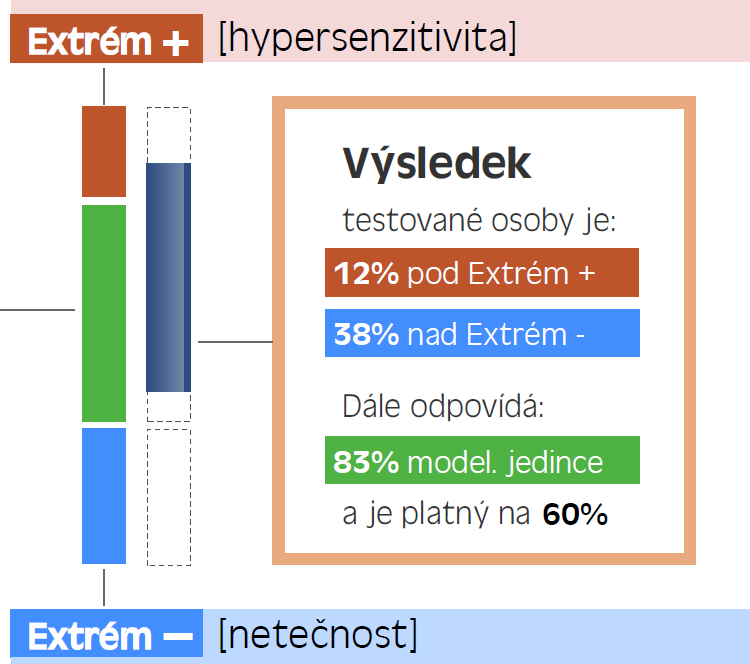 Extrém + [hypersenzitivita]
Výsledek
testované osoby je:
12% pod Extrém +
38% nad Extrém -
Dále odpovídá:
83% model. jedince
a je platný na 60%
Extrém − [netečnost]